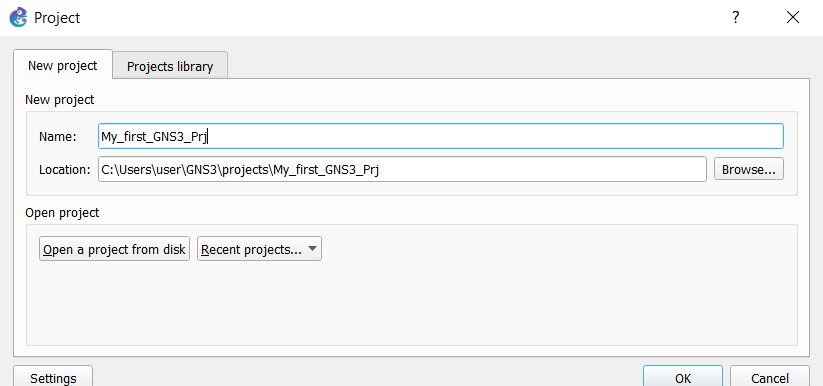 Project
?
New project
Projects library
New project
Name:
My_first_GNS3_Prj
Location:
C:\Users\user\GNS3\projects\My_first_GNS3_Prj
Browse...
Open project
Open a project from disk
Recent projects...
Settings
OK
Cancel